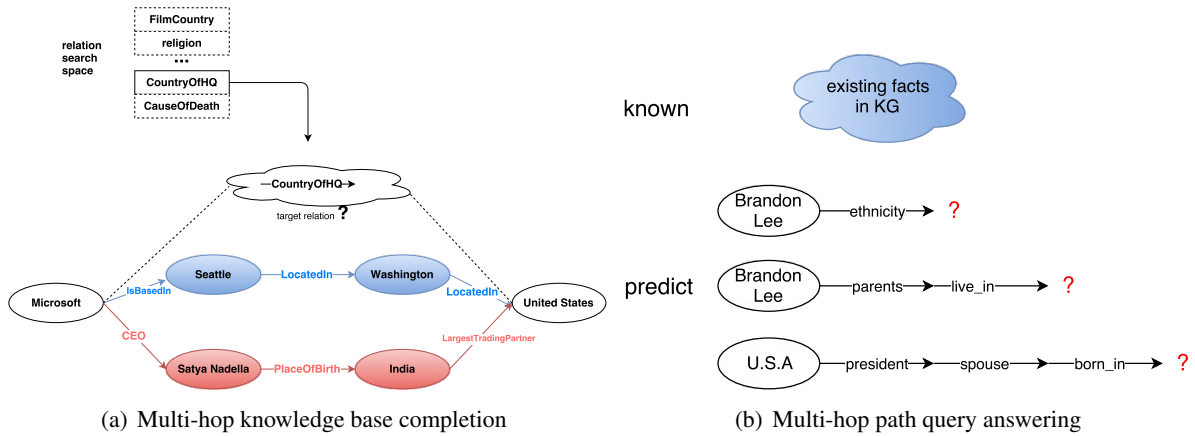 FilmCountry
religion
...
CountryOfHQ
CauseOfDeath
relation
search
space
CountryOfHQ
target relation ?
Seattle
LocatedIn
Washington
IsBasedIn
LocatedIn
Microsoft
United States
CEO
LargestTradingPartner
Satya Nadella
PlaceOfBirth
India
(a) Multi-hop knowledge base completion
known
existing facts
in KG
Brandon
Lee
ethnicity
?
predict
Brandon
Lee
parents
live_in
?
U.S.A
president
spouse
born_in
?
(b) Multi-hop path query answering